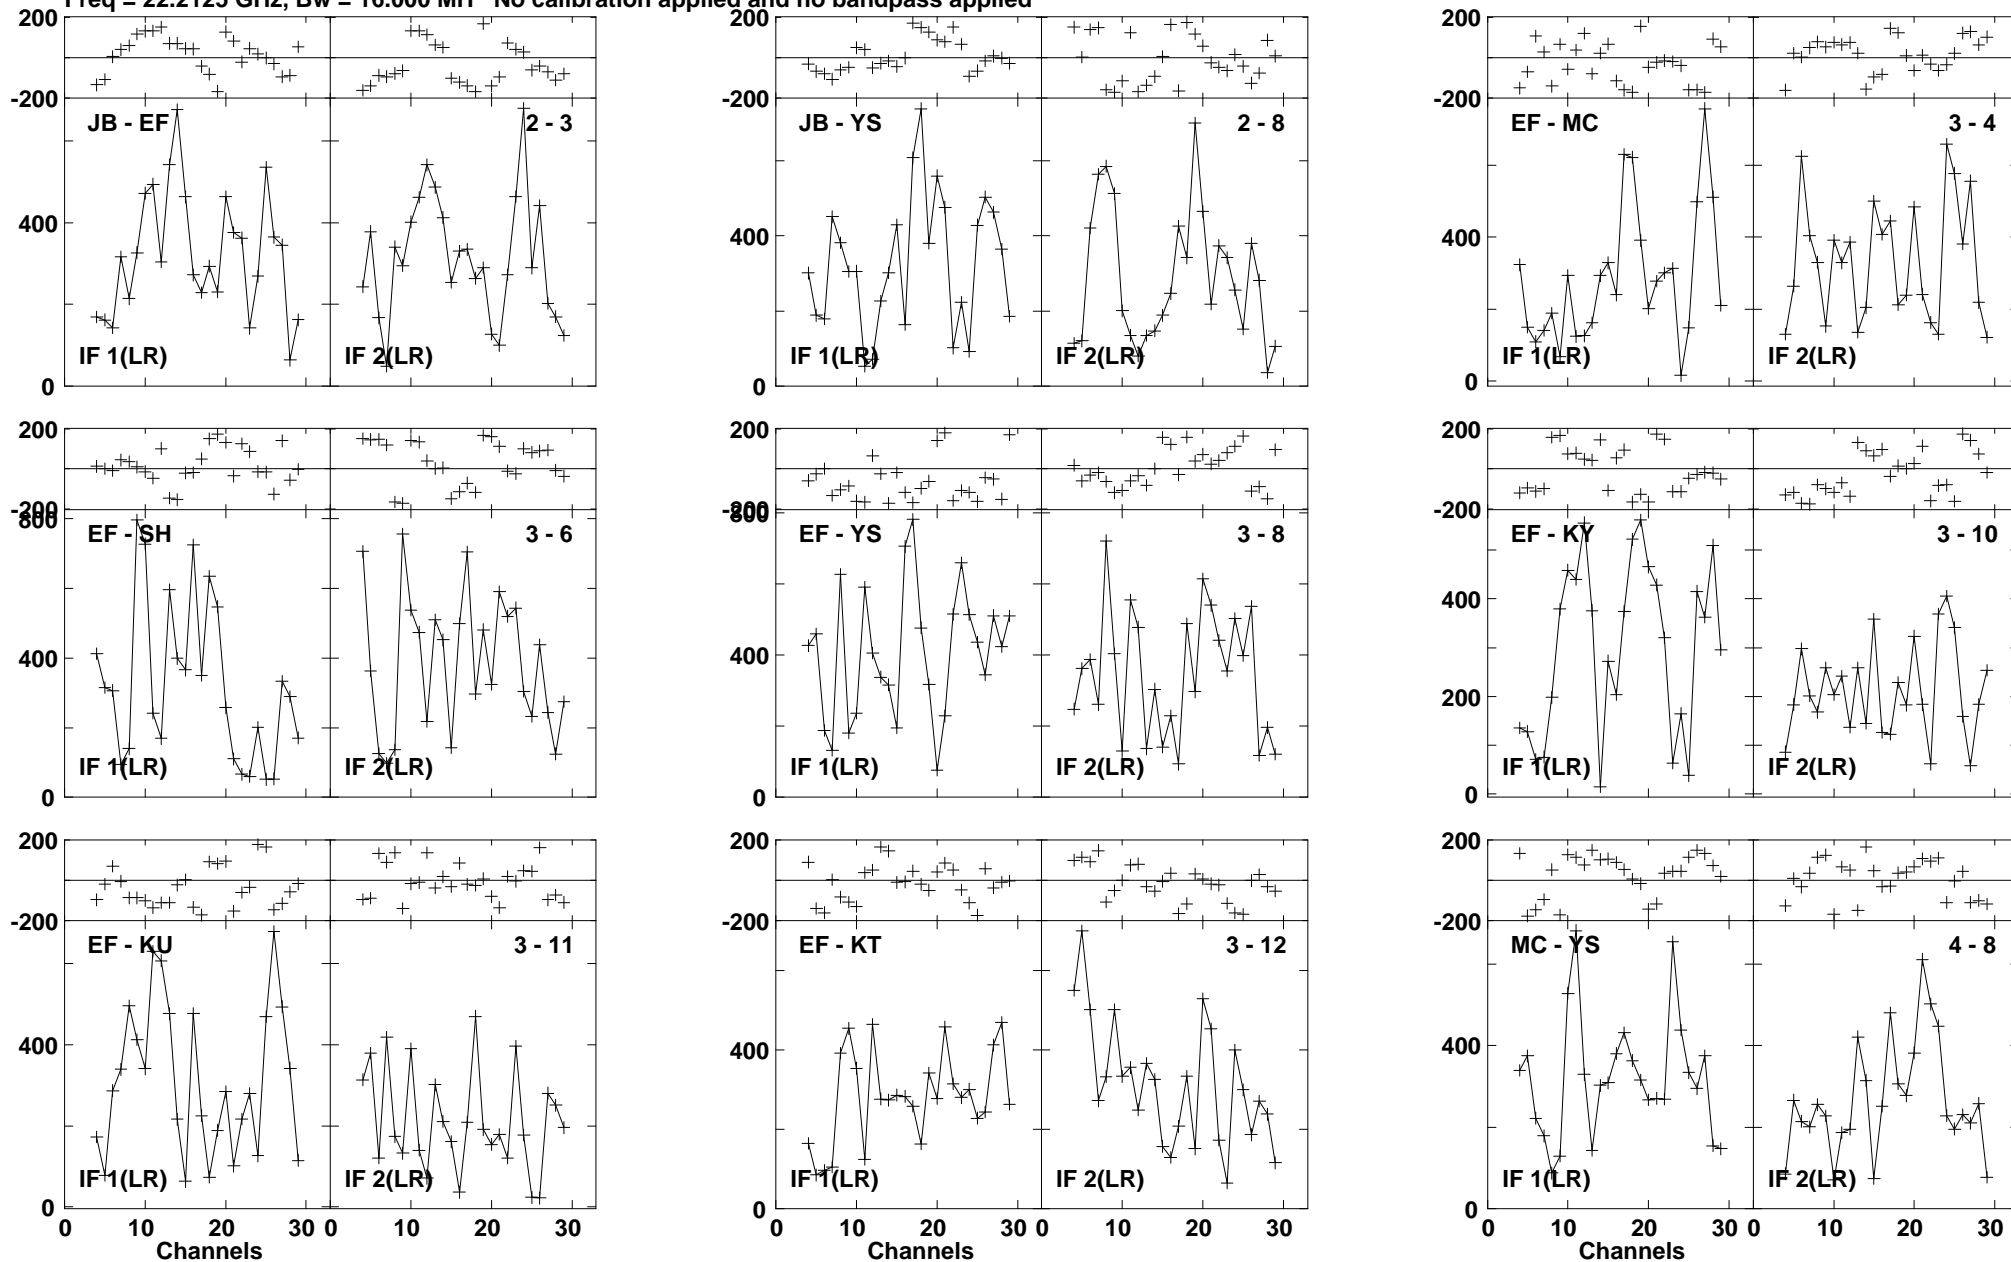 Freq = 22.2125 GHz, Bw = 16.000 MH No calibration applied and no bandpass applied
200
-200
JB - EF
2 - 3
400
0
IF 1(LR)
IF 2(LR)
200
-200
JB - YS
2 - 8
400
0
IF 1(LR)
IF 2(LR)
200
-200
EF - MC
3 - 4
400
0
IF 1(LR)
IF 2(LR)
200
-200
800
EF - SH
3 - 6
400
0
IF 1(LR)
IF 2(LR)
200
-200
800
EF - YS
3 - 8
400
0
IF 1(LR)
IF 2(LR)
200
-200
EF - KY
3 - 10
400
200
0
IF 1(LR)
IF 2(LR)
200
-200
EF - KU
3 - 11
400
0
IF 1(LR)
IF 2(LR)
0 10 20 30 0 10 20 30
Channels
200
-200
EF - KT
3 - 12
400
0
IF 1(LR)
IF 2(LR)
0 10 20 30 0 10 20 30
Channels
200
-200
MC - YS
4 - 8
400
0
IF 1(LR)
IF 2(LR)
0 10 20 30 0 10 20 30
Channels